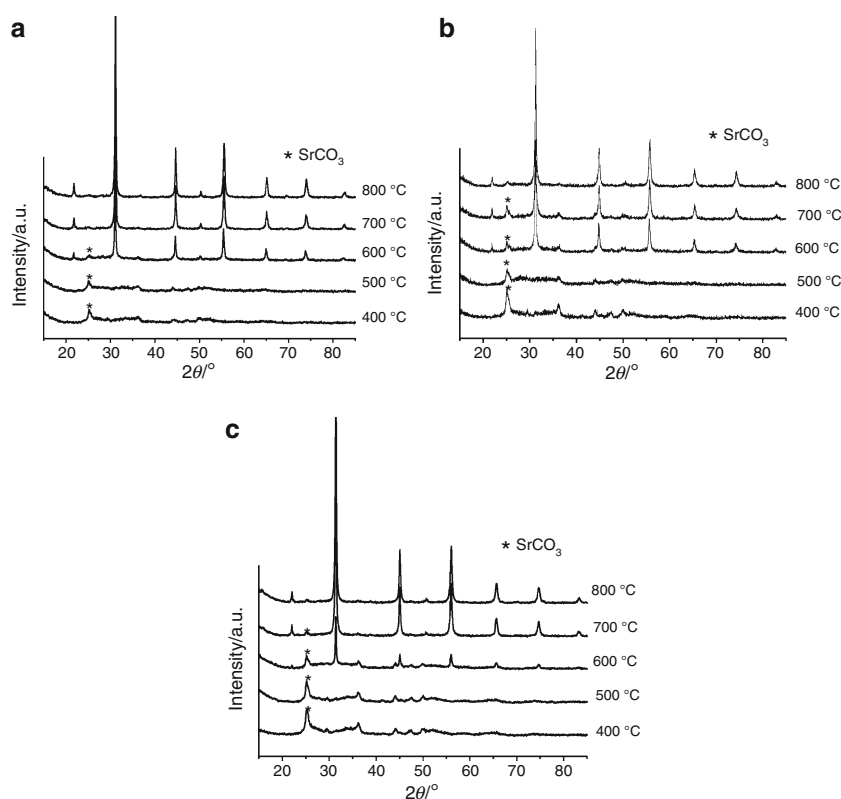 a
* SrCO3
800 °C
700 °C
600 °C
500 °C
400 °C
* * *
Intensity/a.u.
20 30 40 50 60 70 80
2θ/°
b
* SrCO3
800 °C
700 °C
600 °C
500 °C
400 °C
* * * *
Intensity/a.u.
20 30 40 50 60 70 80
2θ/°
c
* SrCO3
800 °C
700 °C
600 °C
500 °C
400 °C
* * * *
Intensity/a.u.
20 30 40 50 60 70 80
2θ/°